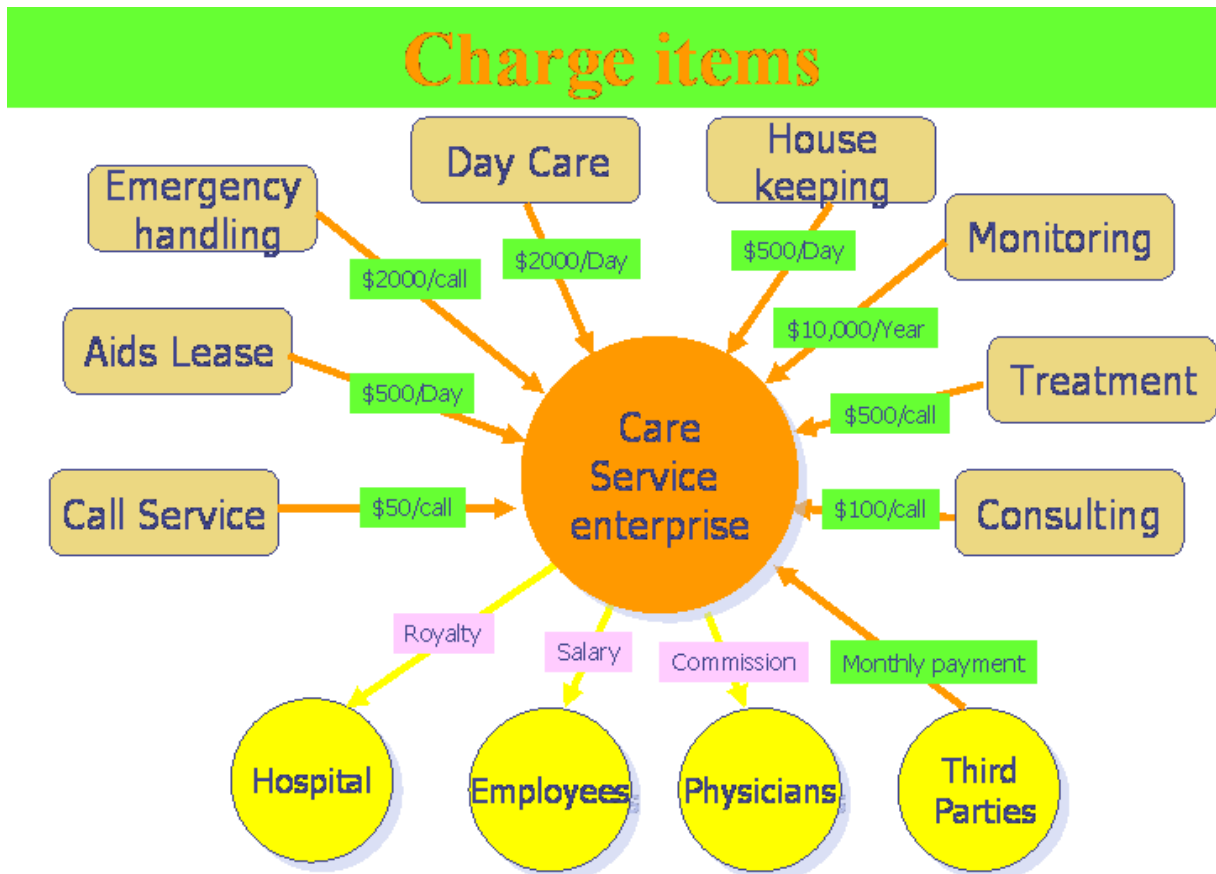 Charge items
Emergency
handling
Day Care
House
keeping
Monitoring
$2000/call
$2000/Day
$500/Day
$10,000/Year
Aids Lease
$500/Day
Treatment
$500/call
Care
Service
enterprise
Call Service
$50/call
$100/call
Consulting
Royalty
Salary
Commission
Monthly payment
Hospital
Employees
Physicians
Third
Parties